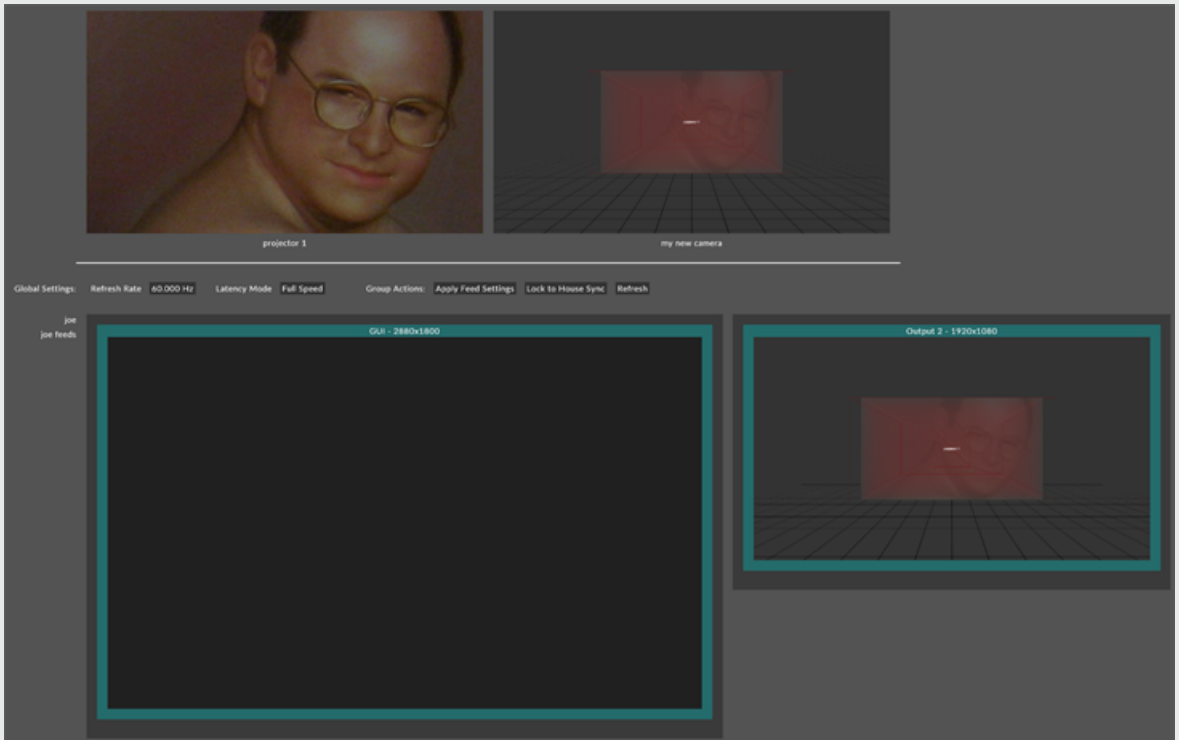 projector 1
my new camera
Global Settings: Refresh Rate 60.000 Hz Latency Mode Full Speed Group Actions: Apply Feed Settings Lock to House Sync Refresh
joe
joe feeds
GUI - 2880x1800
Output 2 - 1920x1080